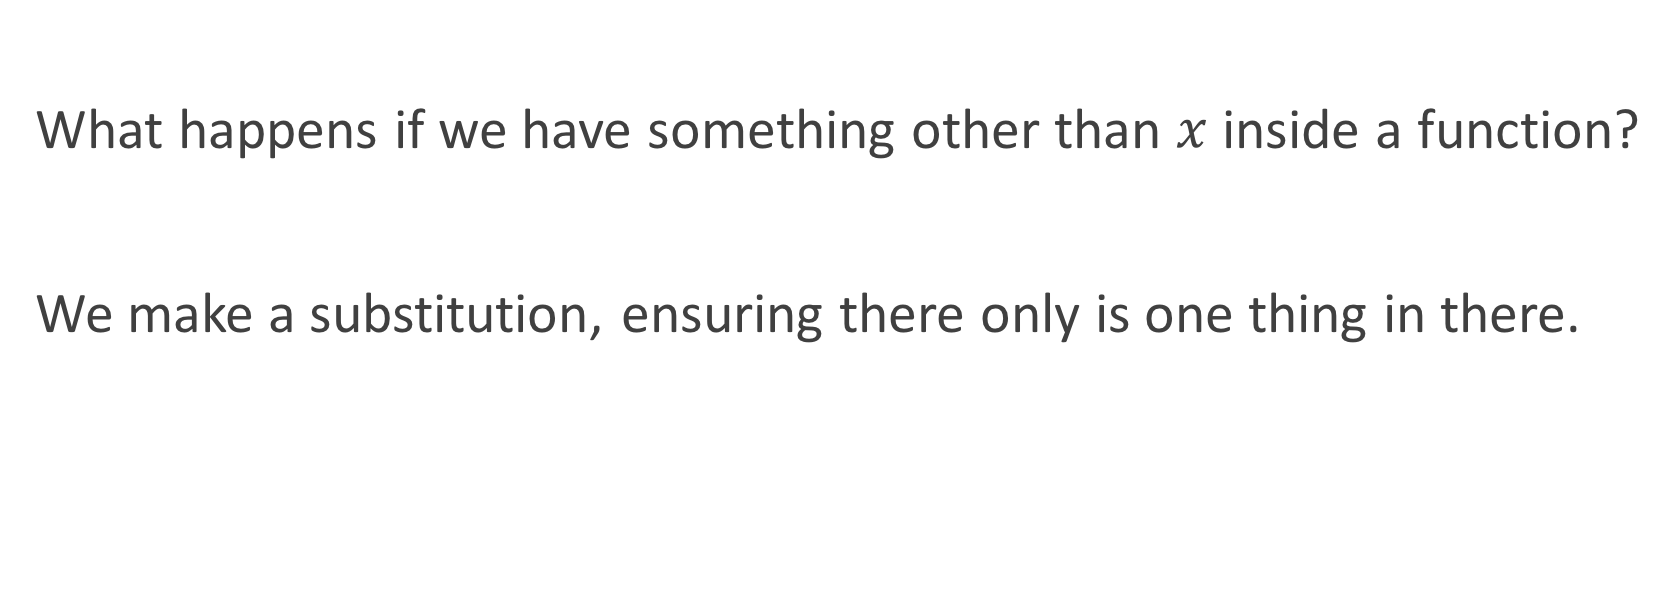 What happens if we have something other than 𝑥 inside a function?
We make a substitution, ensuring there only is one thing in there.